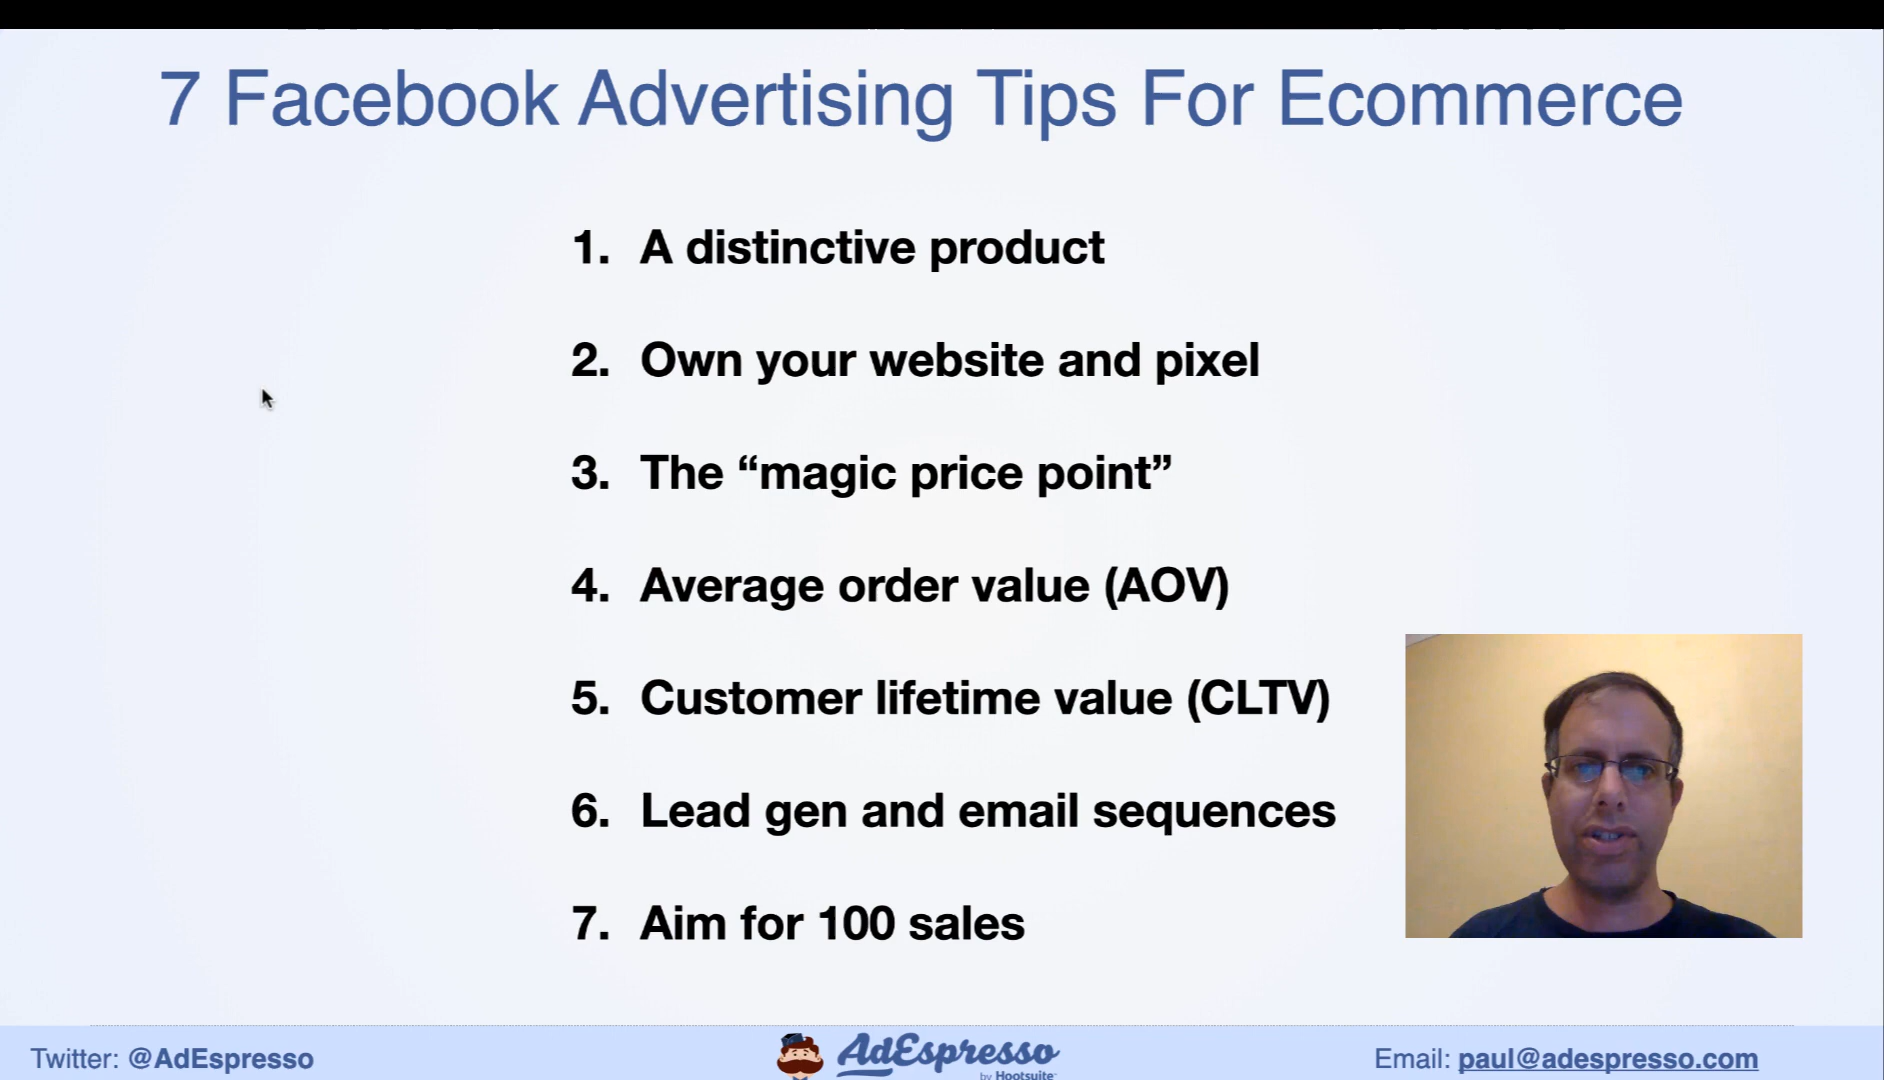 7 Facebook Advertising Tips For Ecommerce
1. A distinctive product
2. Own your website and pixel
3. The “magic price point”
4. Average order value (AOV)
5. Customer lifetime value (CLTV)
6. Lead gen and email sequences
7. Aim for 100 sales
Twitter: @AdEspresso
AdEspresso
by Hootsuite
Email: paul@adespresso.com